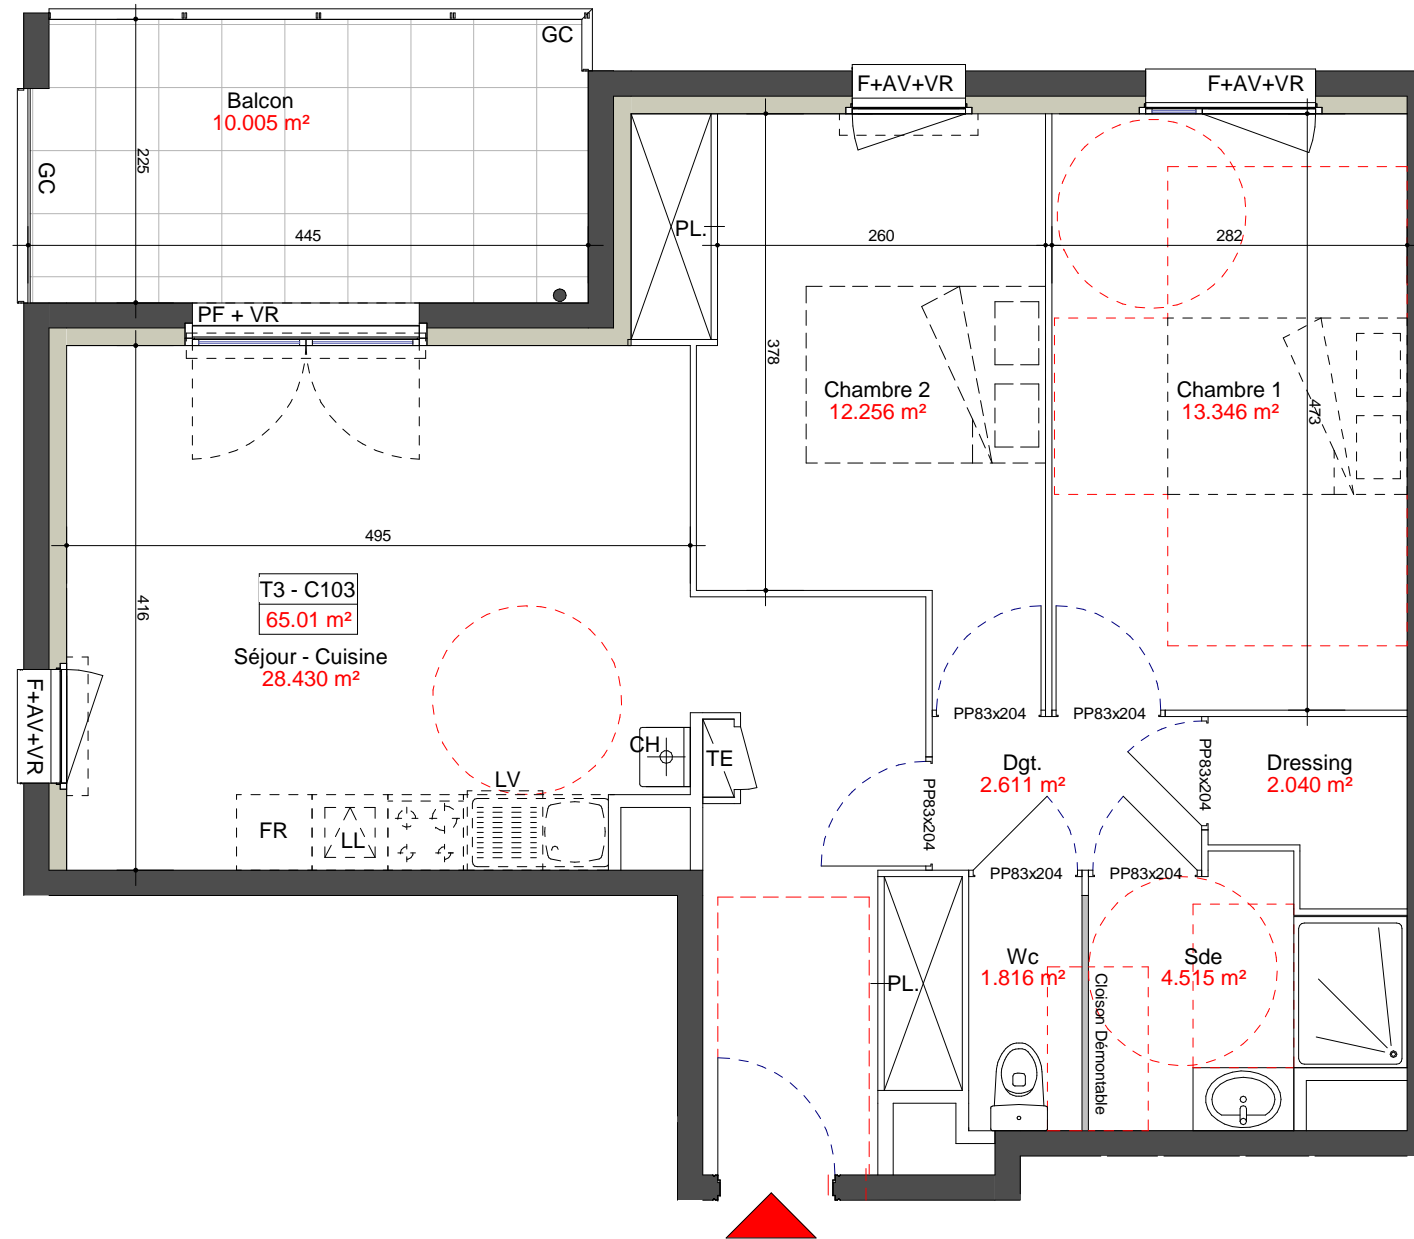 GC
F+AV+VR
F+AV+VR
Balcon
10.005 m²
225
GC
445
PL.
260
282
PF + VR
378
Chambre 2
12.256 m²
Chambre 1
13.346 m²
473
495
T3 - C103
65.01 m²
416
Séjour - Cuisine
28.430 m²
F+AV+VR
PP83x204
PP83x204
CH
TE
Dgt.
2.611 m²
PP83x204
Dressing
2.040 m²
PP83x204
LV
FR
LL
PP83x204
PP83x204
PL.
Wc
1.816 m²
Sde
4.515 m²
Cloison Démontable